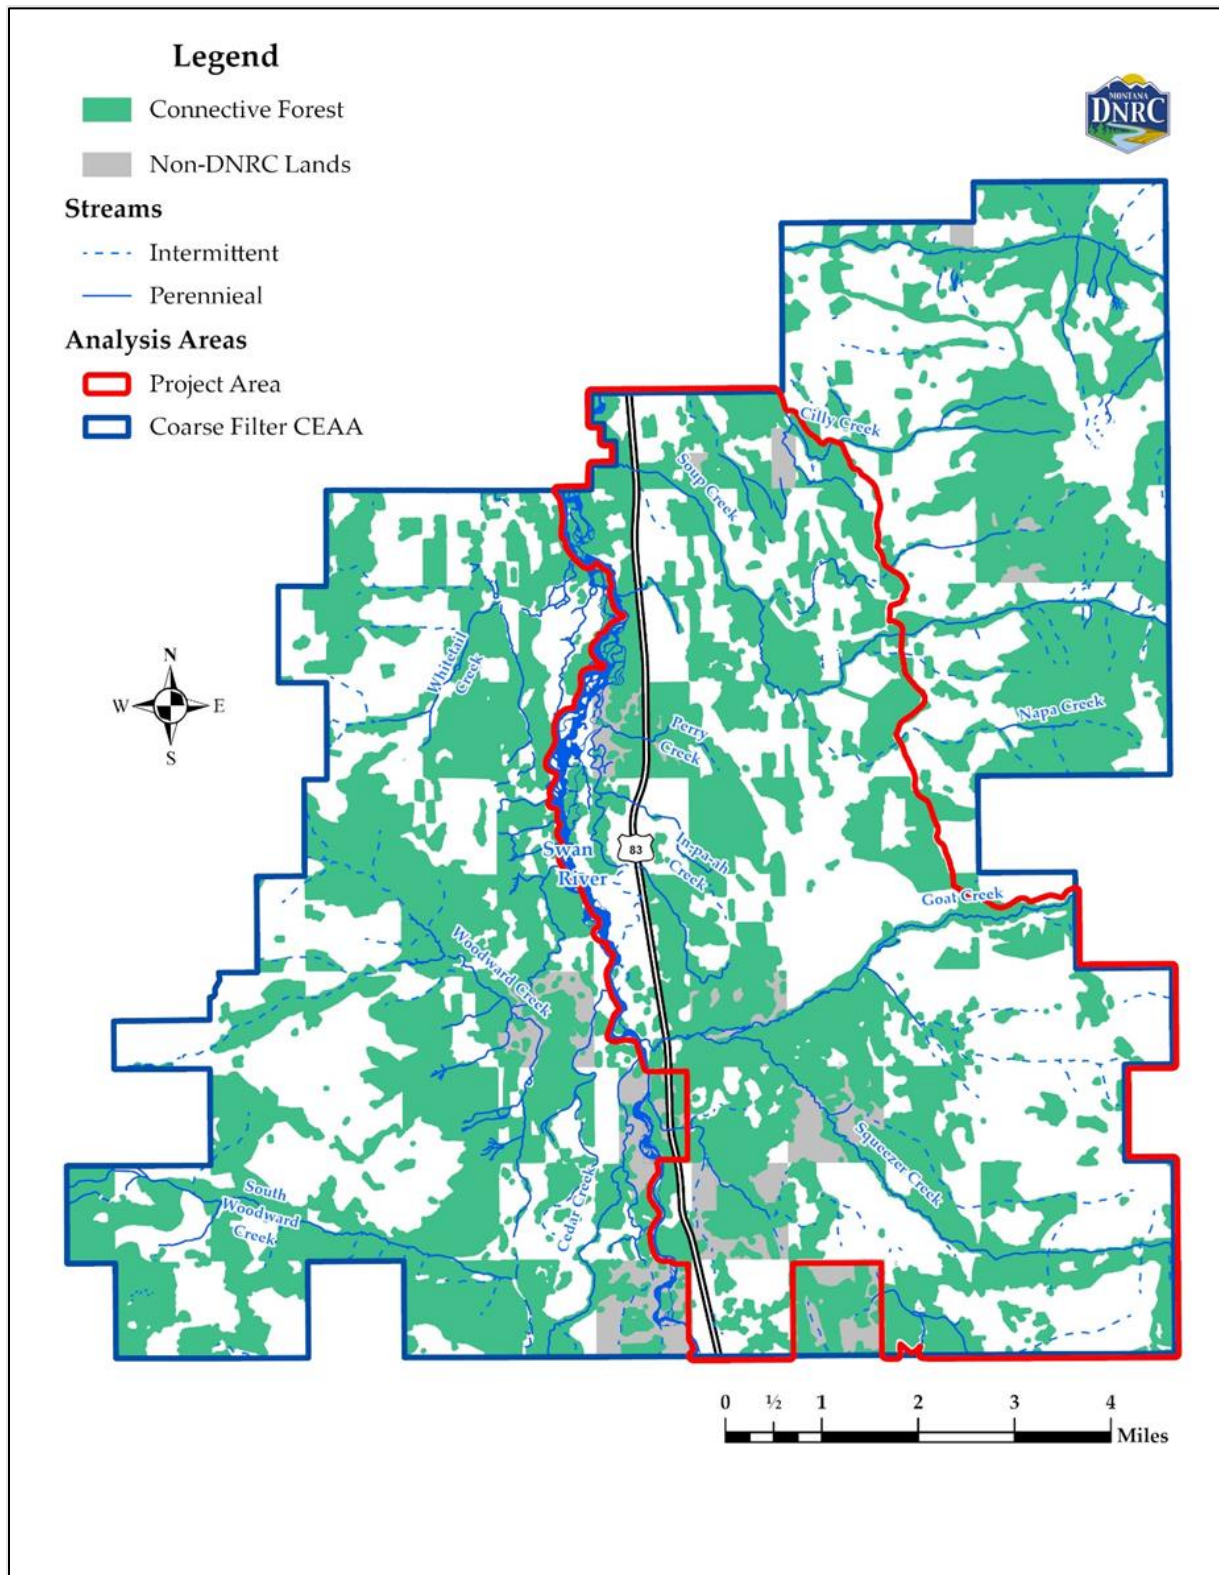 Legend
Connective Forest
Non-DNRC Lands
Streams
Intermittent
Perennieal
Analysis Areas
Project Area
Coarse Filter CEAA
MONTANA
DNRC
Cilly Creek
Soup Creek
Whitetail
Creek
N
W E
S
Napa Creek
Perry
Creek
83
In-pa-ah
Creek
Swan
River
Goat Creek
Woodward Creek
Squeezer Creek
Cedar Creek
South
Woodward
Creek
0 ½ 1 2 3 4
Miles